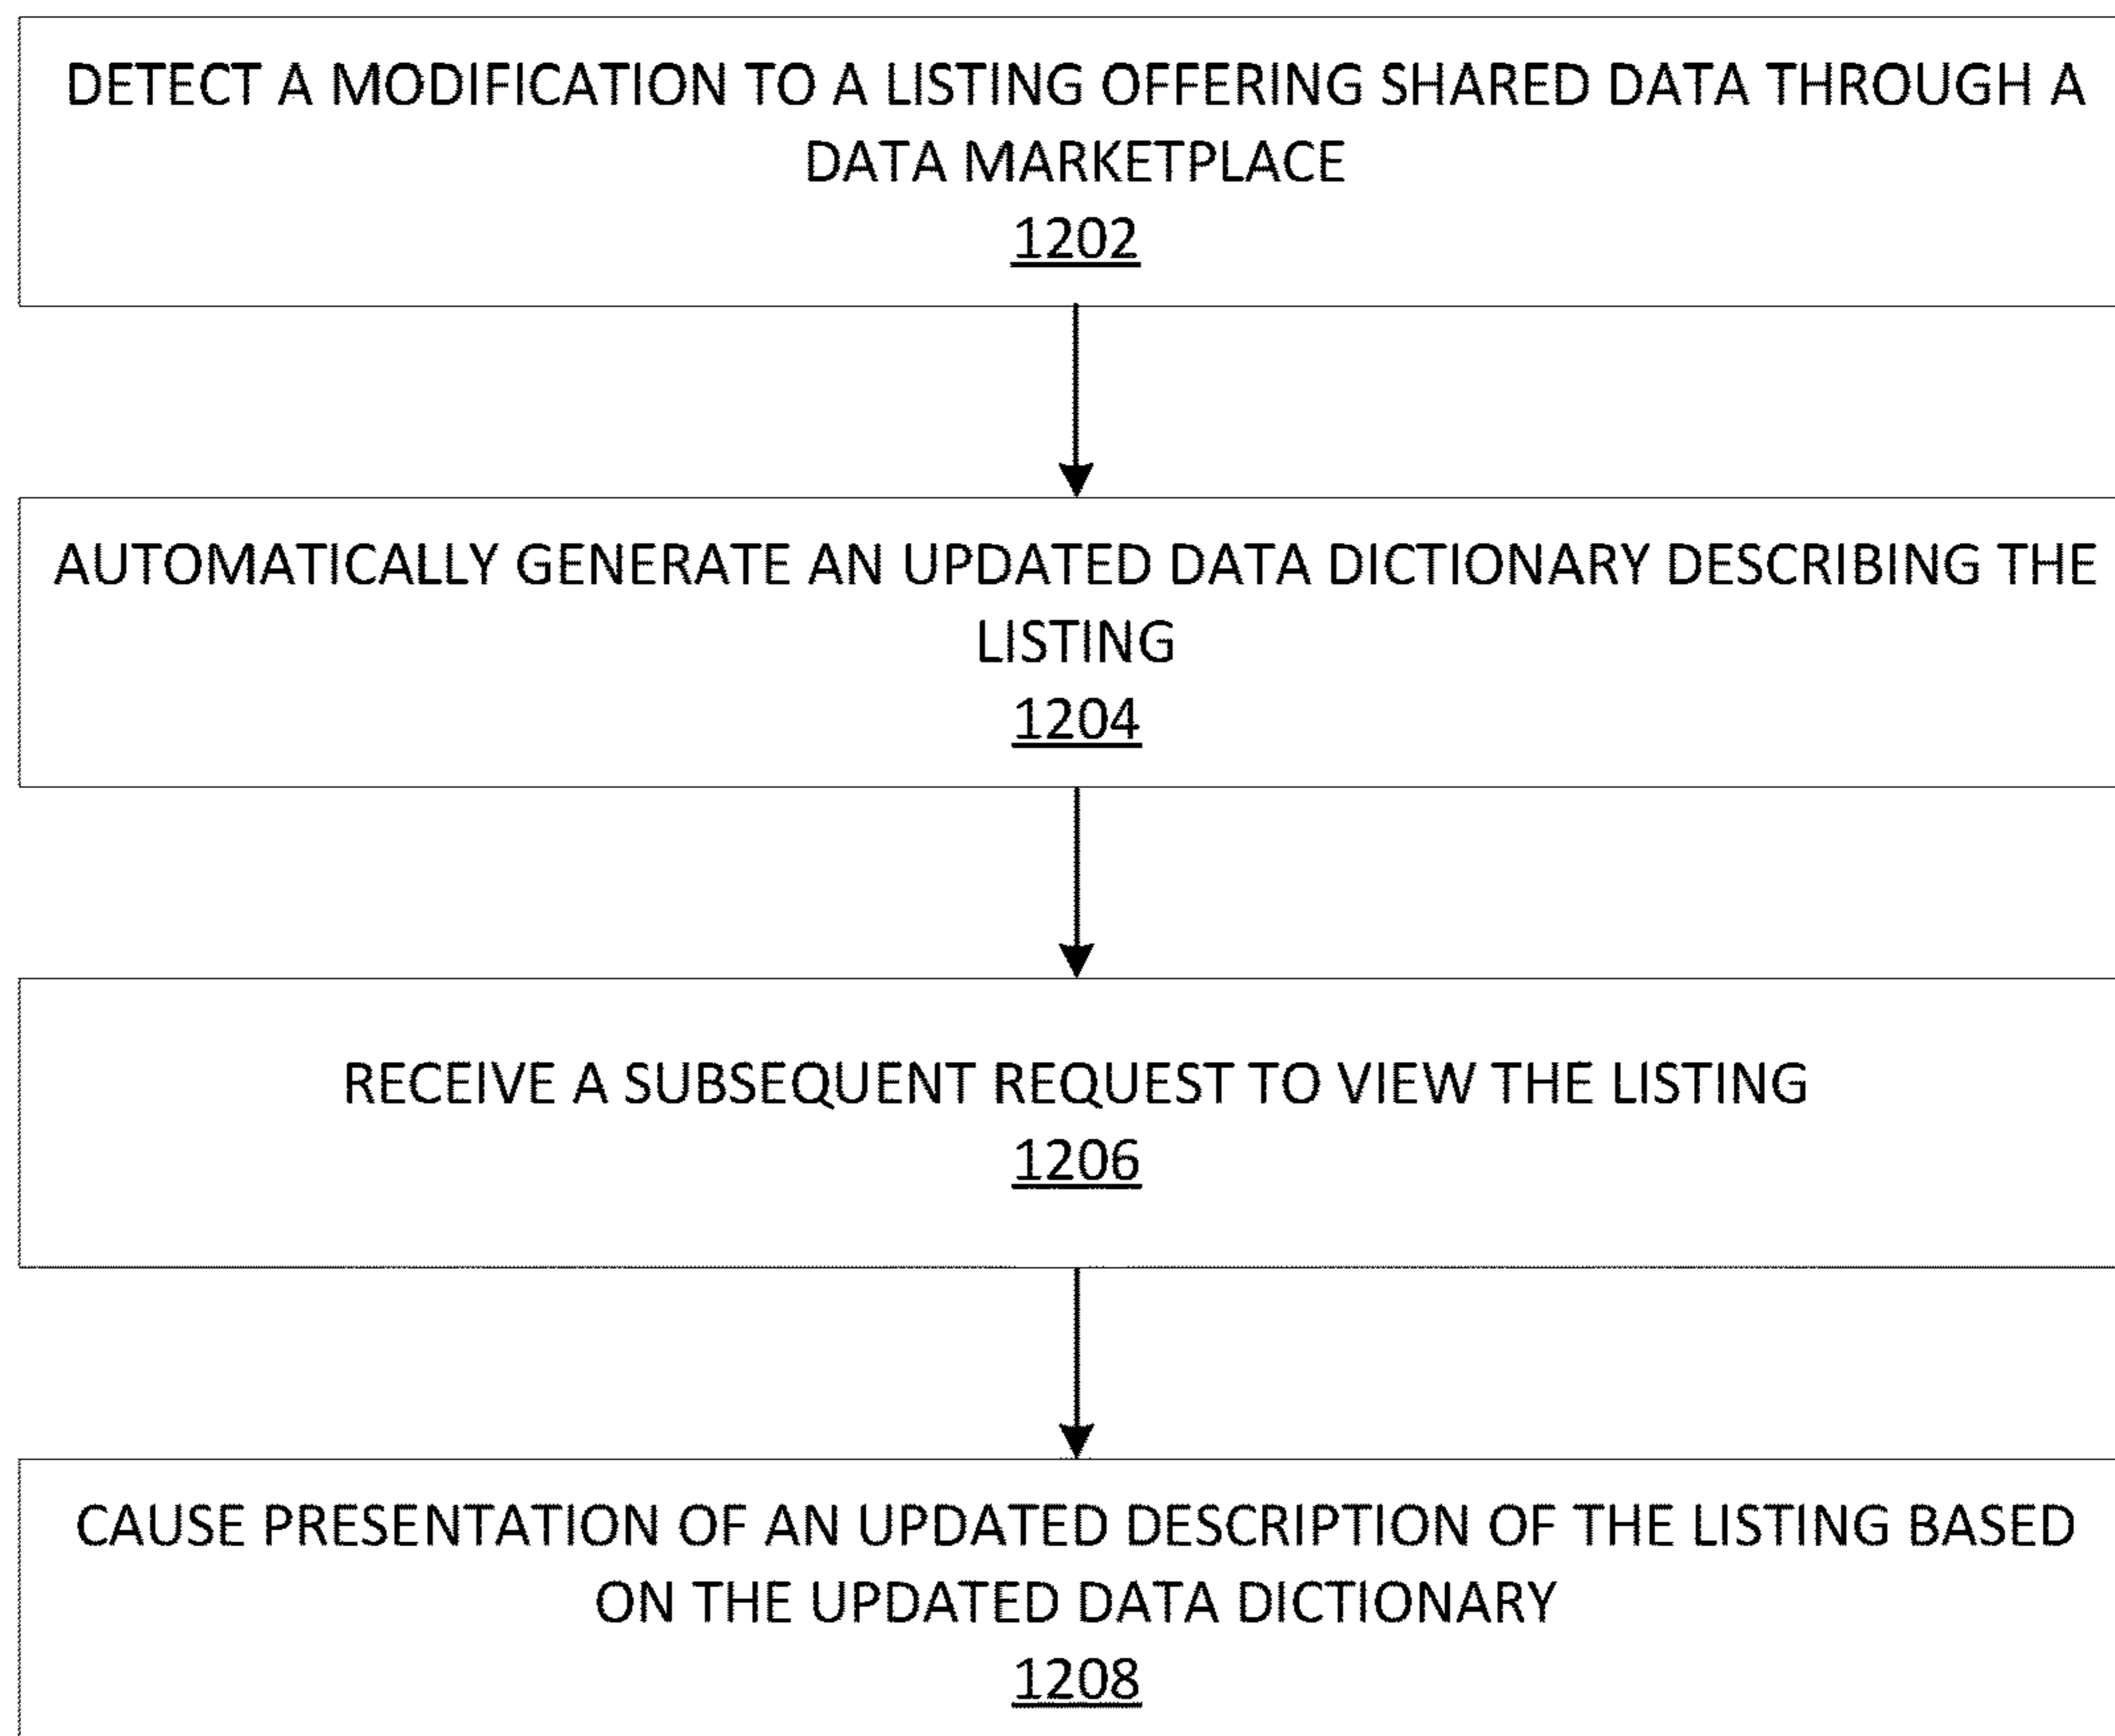 DETECT A MODIFICATION TO A LISTING OFFERING SHARED DATA THROUGH A
DATA MARKETPLACE
1202
AUTOMATICALLY GENERATE AN UPDATED DATA DICTIONARY DESCRIBING THE
LISTING
1204
RECEIVE A SUBSEQUENT REQUEST TO VIEW THE LISTING
1206
CAUSE PRESENTATION OF AN UPDATED DESCRIPTION OF THE LISTING BASED
ON THE UPDATED DATA DICTIONARY
1208